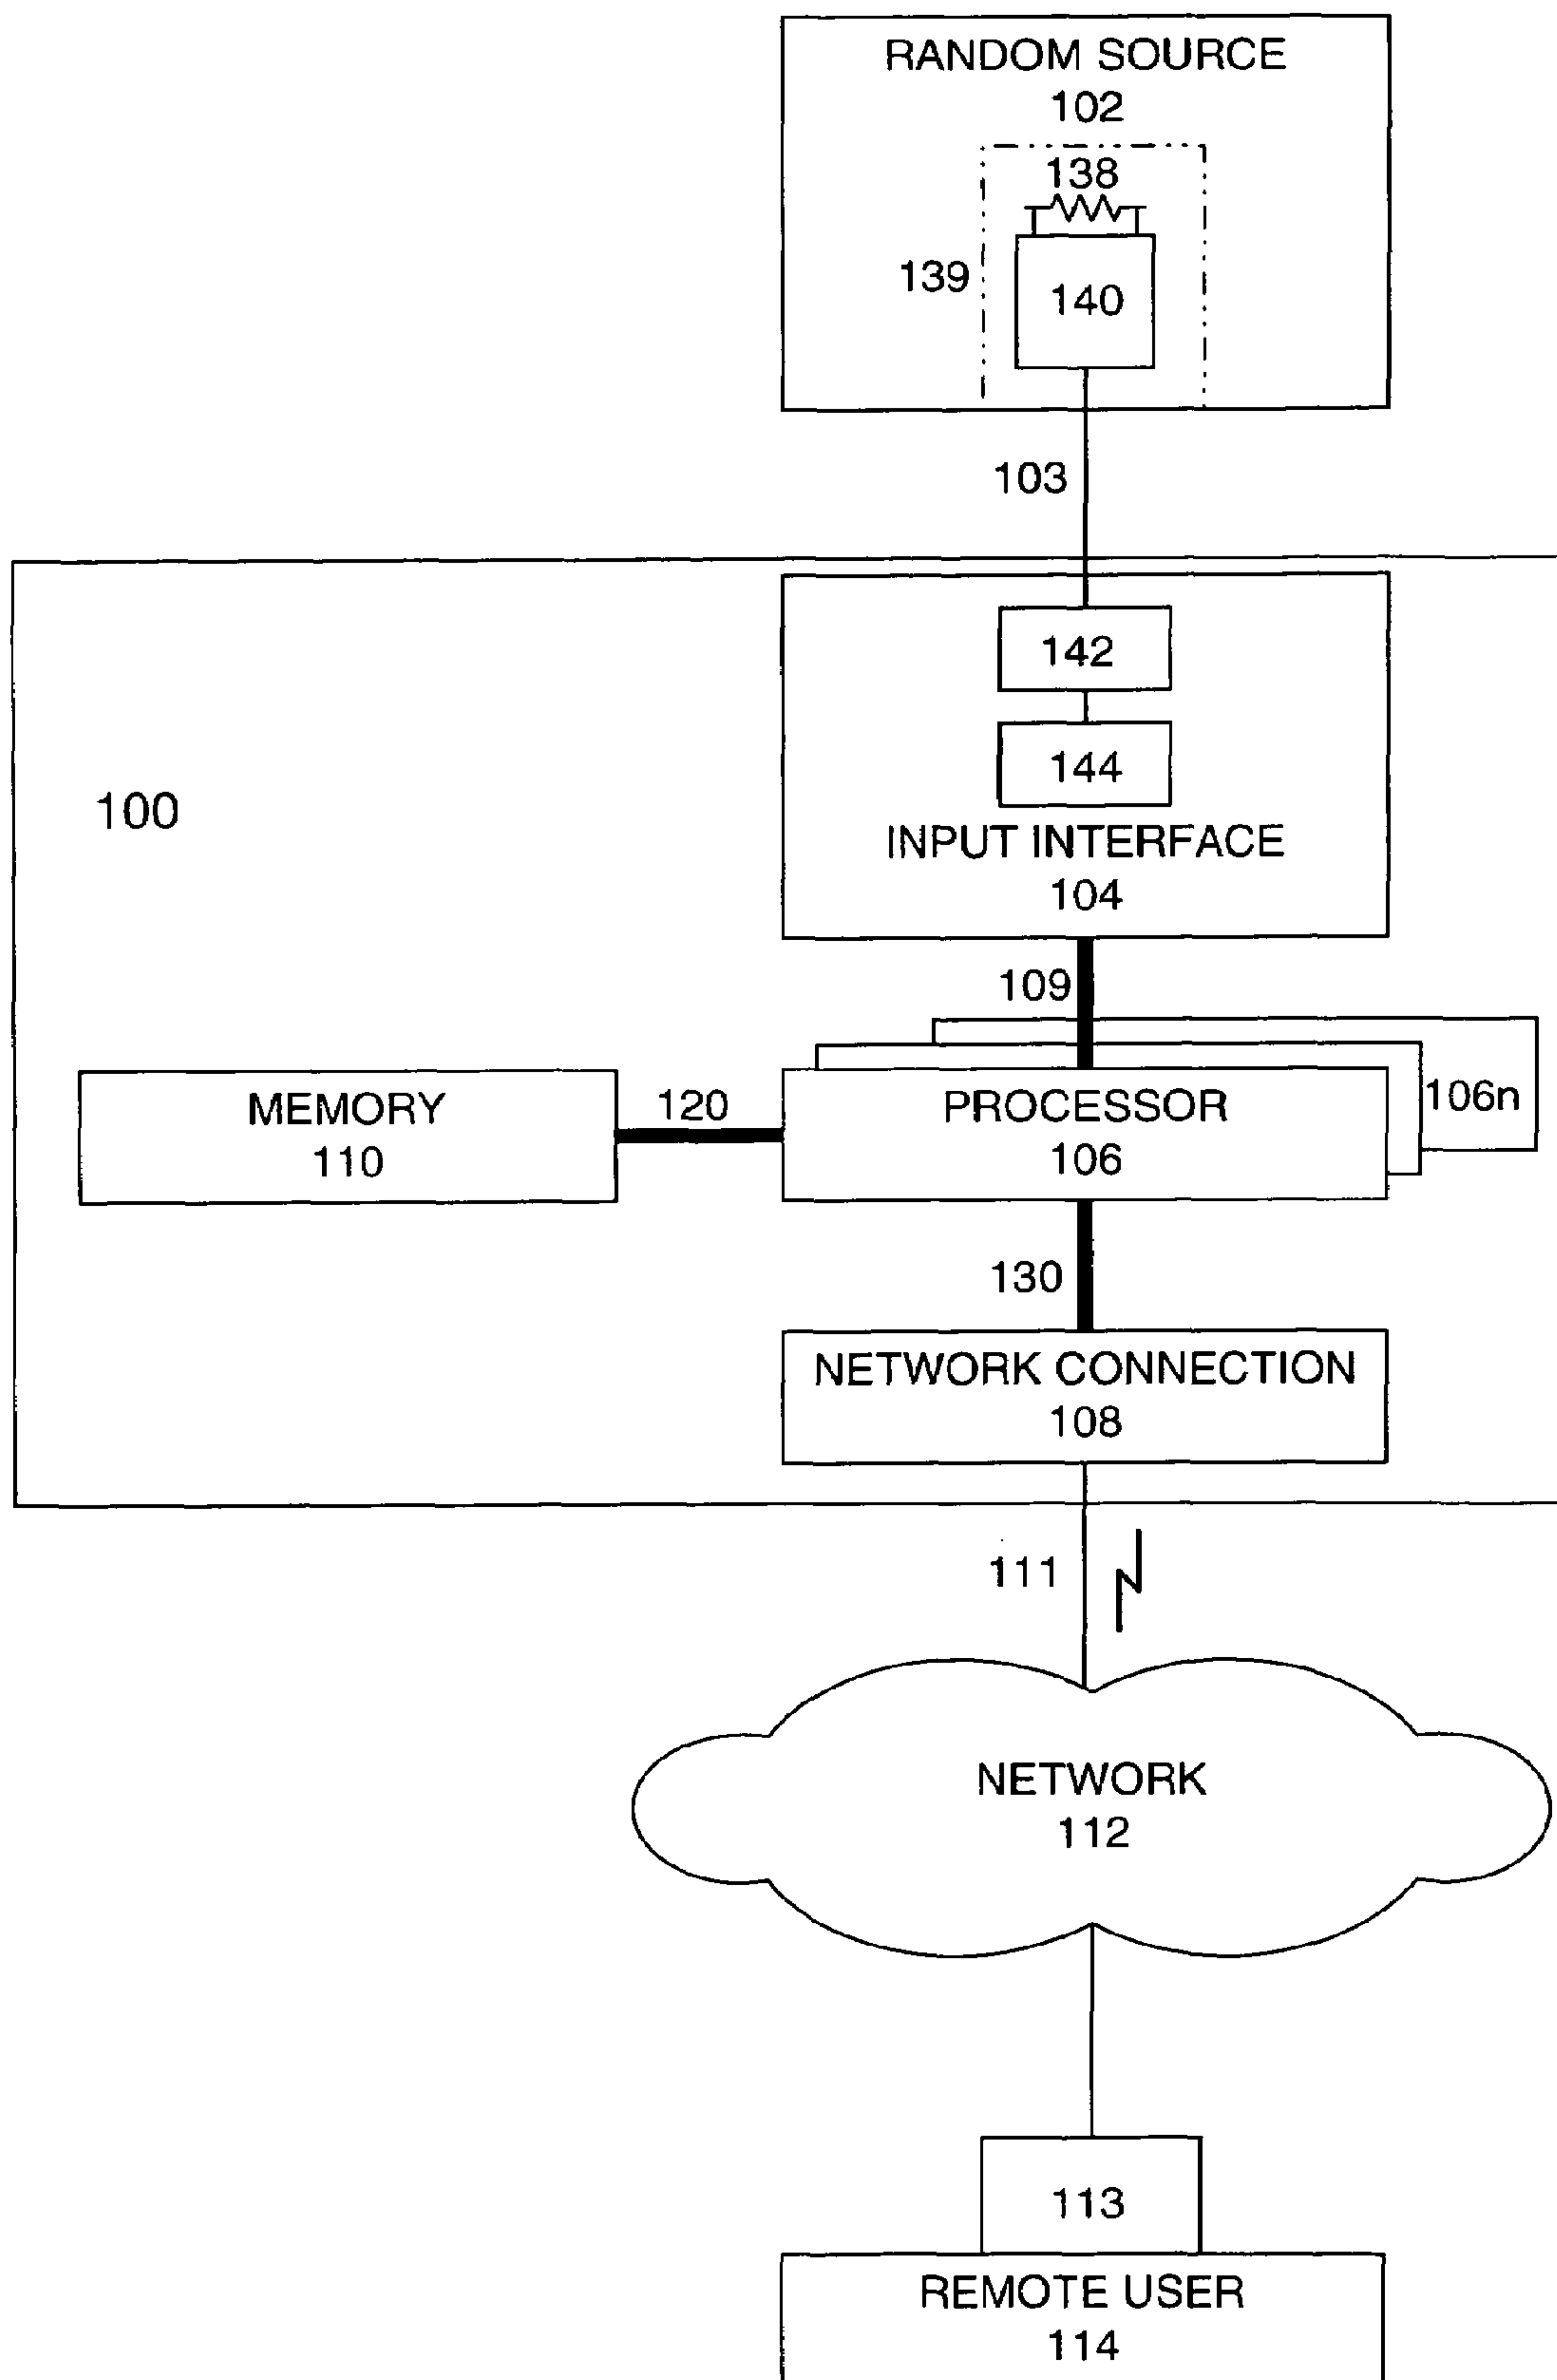 RANDOM SOURCE
102
138
139
140
103
142
144
100
INPUT INTERFACE
104
109
106n
MEMORY
110
120
PROCESSOR
106
130
NETWORK CONNECTION
108
111
NETWORK
112
113
REMOTE USER
114